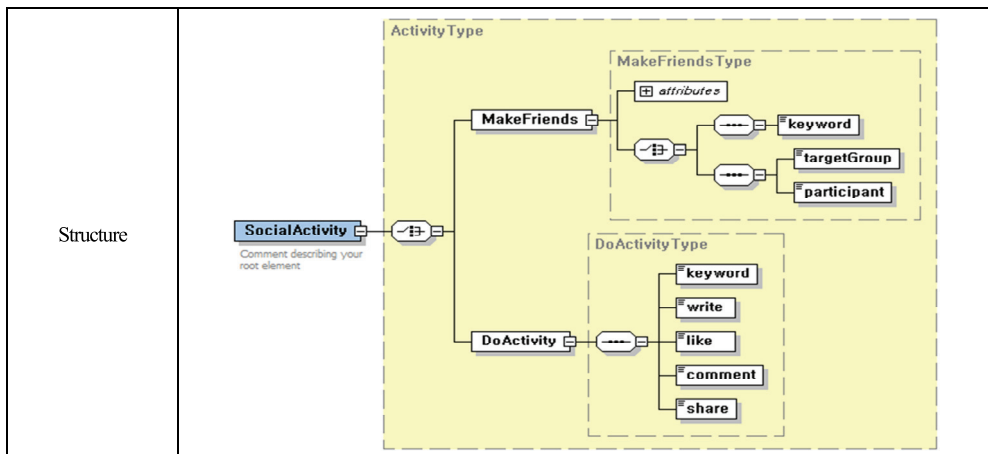 Structure
ActivityType
MakeFriendsType
attributes
MakeFriends
keyword
targetGroup
participant
SocialActivity
Comment describing your
root element
DoActivityType
keyword
write
DoActivity
like
comment
share